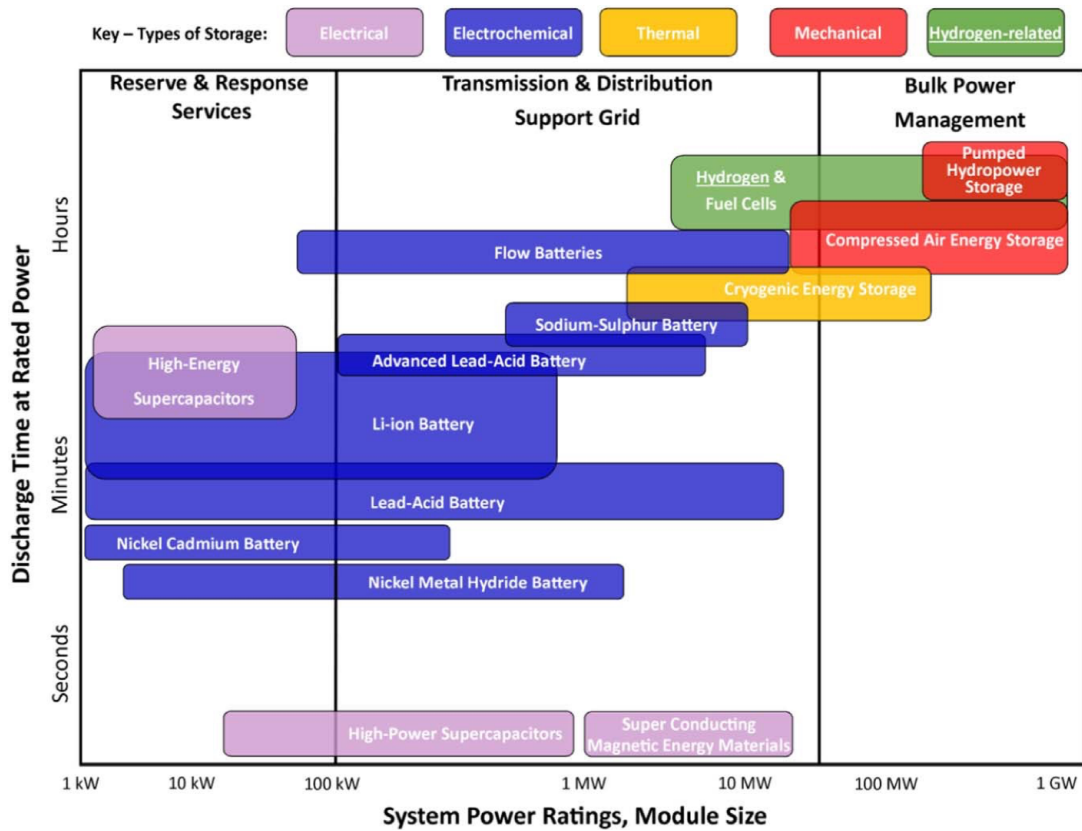 Key – Types of Storage:
Electrical
Electrochemical
Thermal
Mechanical
Hydrogen-related
Reserve & Response
Services
Transmission & Distribution
Support Grid
Bulk Power
Management
Pumped
Hydropower
Storage
Hydrogen &
Fuel Cells
Compressed Air Energy Storage
Flow Batteries
Cryogenic Energy Storage
Sodium-Sulphur Battery
Advanced Lead-Acid Battery
High-Energy
Supercapacitors
Li-ion Battery
Lead-Acid Battery
Nickel Cadmium Battery
Nickel Metal Hydride Battery
High-Power Supercapacitors
Super Conducting
Magnetic Energy Materials
Discharge Time at Rated Power
Hours
Minutes
Seconds
1 kW
10 kW
100 kW
1 MW
10 MW
100 MW
1 GW
System Power Ratings, Module Size